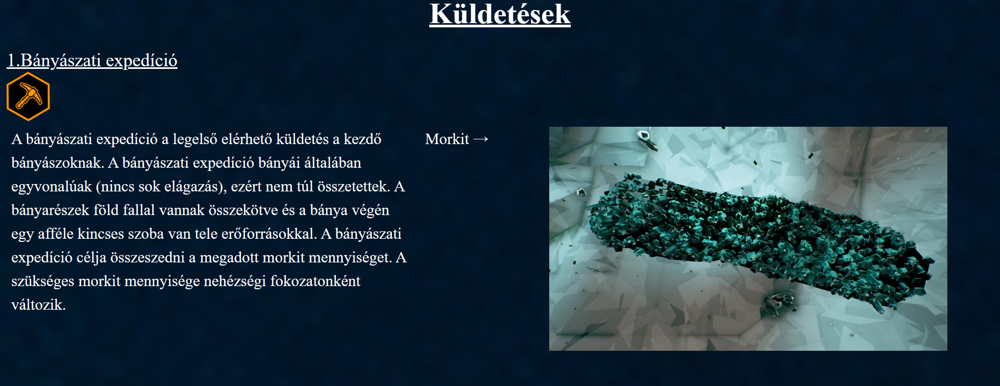 Küldetések
1.Bányászati expedíció
A bányászati expedíció a legelső elérhető küldetés a kezdő
bányászoknak. A bányászati expedíció bányái általában
egyvonalúak (nincs sok elágazás), ezért nem túl összetettek. A
bányarészek föld fallal vannak összekötve és a bánya végén
egy afféle kincses szoba van tele erőforrásokkal. A bányászati
expedíció célja összeszedni a megadott morkit mennyiséget. A
szükséges morkit mennyisége nehézségi fokozatonként
változik.
Morkit →